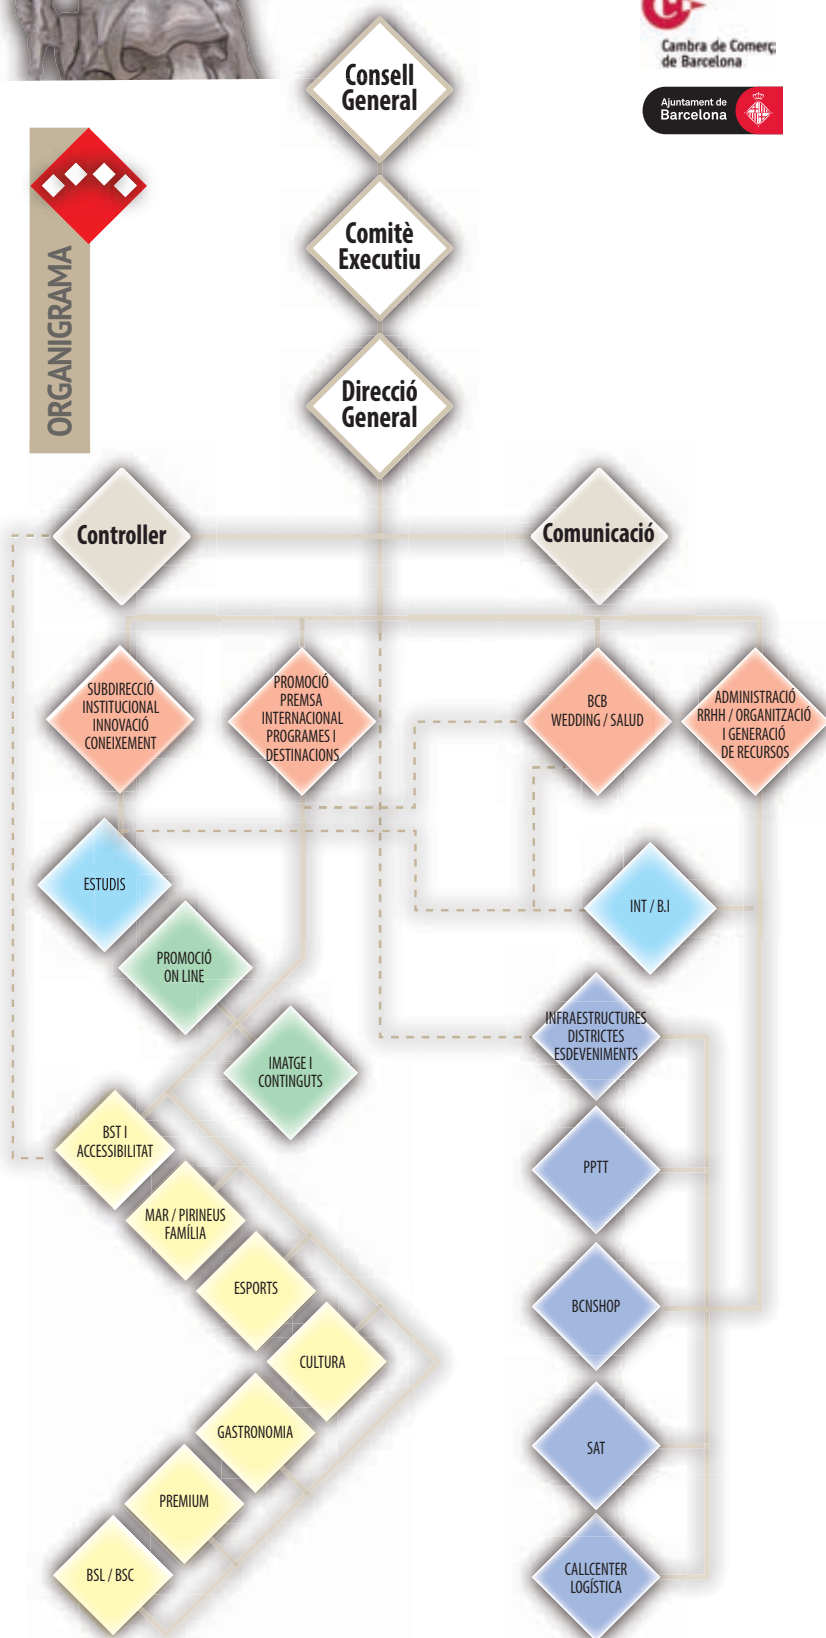 Cambra de Comerç
de Barcelona
Ajuntament de
Barcelona
ORGANIGRAMA
Consell
General
Comitè
Executiu
Direcció
General
Controller
Comunicació
SUBDIRECCIÓ
INSTITUCIONAL
INNOVACIÓ
CONEIXEMENT
PROMOCIÓ
PREMSA
INTERNACIONAL
PROGRAMES I
DESTINACIONS
BCB
WEDDING / SALUD
ADMINISTRACIÓ
RRHH / ORGANITZACIÓ
I GENERACIÓ
DE RECURSOS
ESTUDIS
INT / B.I
PROMOCIÓ
ON LINE
INFRAESTRUCTURES
DISTRICTES
ESDEVENIMENTS
IMATGE I
CONTINGUTS
BST I
ACCESSIBILITAT
PPTT
MAR / PIRINEUS
FAMÍLIA
ESPORTS
BCNSHOP
CULTURA
GASTRONOMIA
SAT
PREMIUM
BSL / BSC
CALLCENTER
LOGÍSTICA